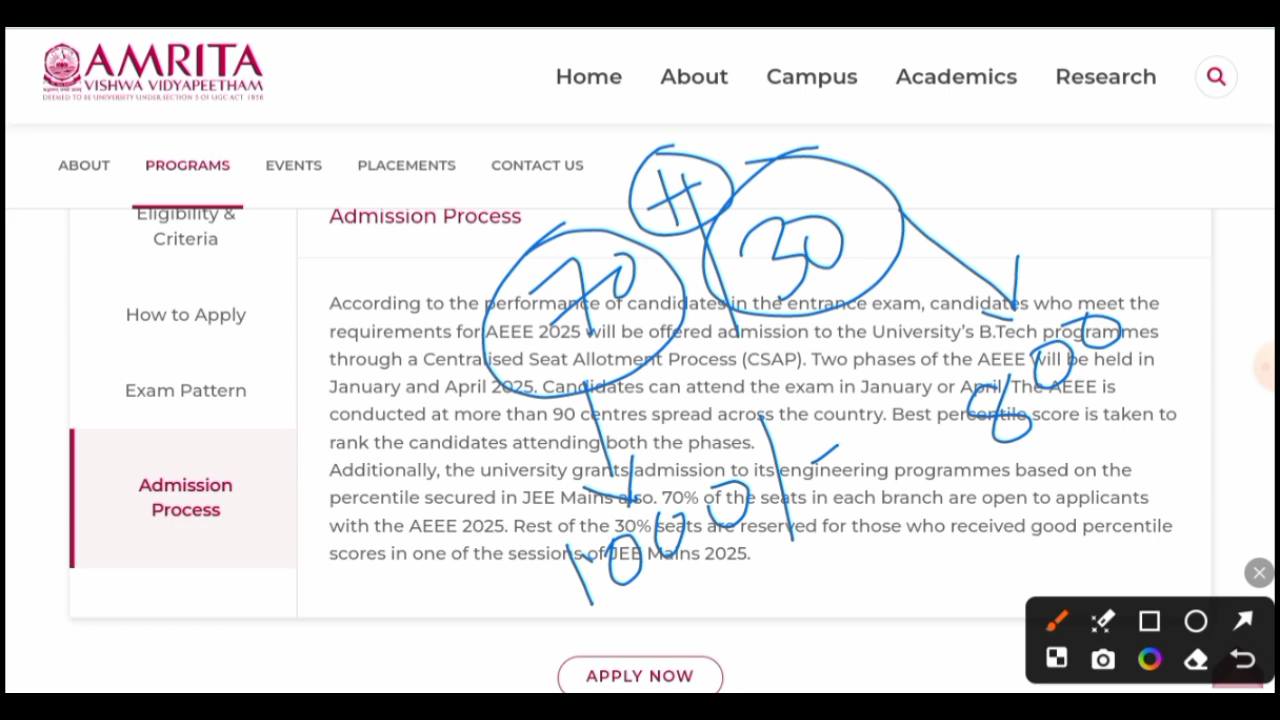 AMRITA
VISHWA VIDYAPEETHAM
DEEMED TO BE UNIVERSITY UNDER SECTION 3 OF UGC ACT 1956
Home About Campus Academics Research
ABOUT PROGRAMS EVENTS PLACEMENTS CONTACT US
Eligibility &
Criteria
How to Apply
Exam Pattern
Admission
Process
Admission Process
According to the performance of candidates in the entrance exam, candidates who meet the
requirements for AEEE 2025 will be offered admission to the University's B.Tech programmes
through a Centralised Seat Allotment Process (CSAP). Two phases of the AEEE will be held in
January and April 2025. Candidates can attend the exam in January or April. The AEEE is
conducted at more than 90 centres spread across the country. Best percentile score is taken to
rank the candidates attending both the phases.
Additionally, the university grants admission to its engineering programmes based on the
percentile secured in JEE Mains also. 70% of the seats in each branch are open to applicants
with the AEEE 2025. Rest of the 30% seats are reserved for those who received good percentile
scores in one of the sessions of JEE Mains 2025.
70 + 30
1000/-
800
APPLY NOW